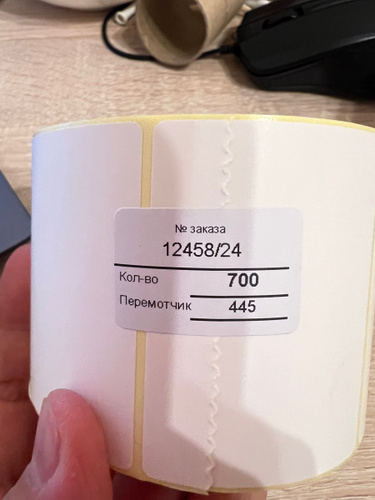 № заказа
12458/24
Кол-во 700
Перемотчик 445